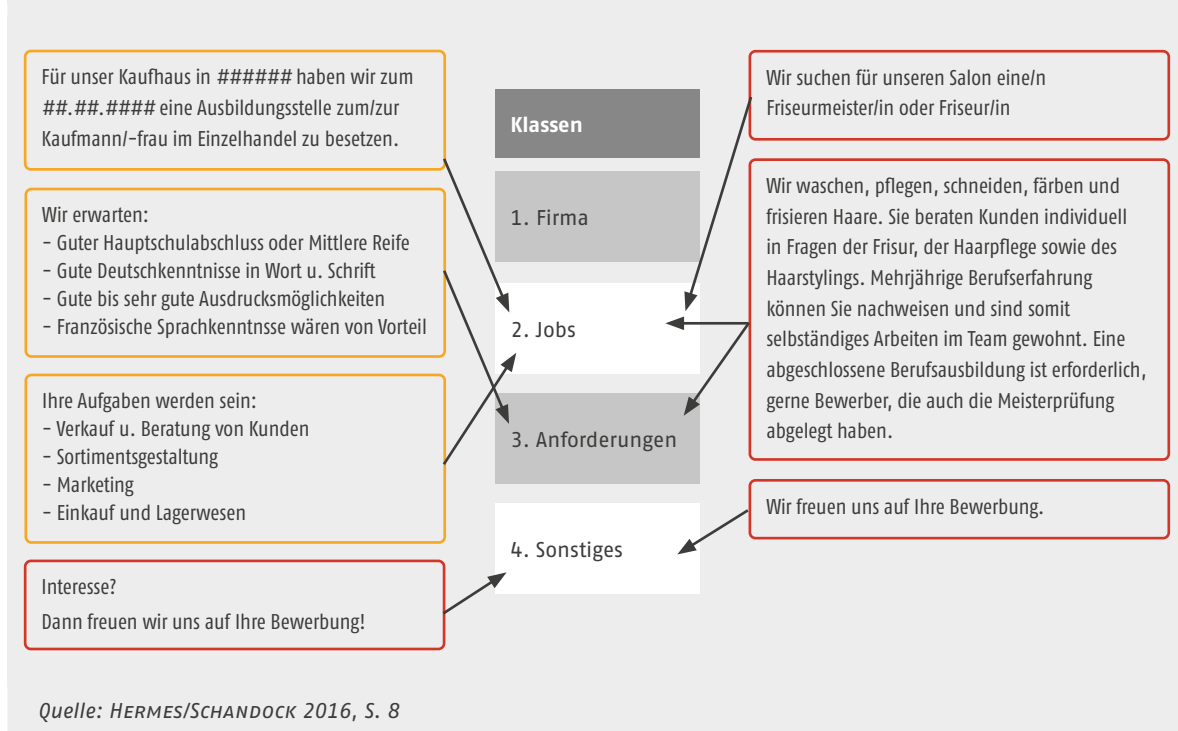 Für unser Kaufhaus in ###### haben wir zum
##.##.#### eine Ausbildungsstelle zum/zur
Kaufmann/-frau im Einzelhandel zu besetzen.
Wir erwarten:
- Guter Hauptschulabschluss oder Mittlere Reife
- Gute Deutschkenntnisse in Wort u. Schrift
- Gute bis sehr gute Ausdrucksmöglichkeiten
- Französische Sprachkenntnsse wären von Vorteil
Ihre Aufgaben werden sein:
- Verkauf u. Beratung von Kunden
- Sortimentsgestaltung
- Marketing
- Einkauf und Lagerwesen
Interesse?
Dann freuen wir uns auf Ihre Bewerbung!
Klassen
1. Firma
2. Jobs
3. Anforderungen
4. Sonstiges
Wir suchen für unseren Salon eine/n
Friseurmeister/in oder Friseur/in
Wir waschen, pflegen, schneiden, färben und
frisieren Haare. Sie beraten Kunden individuell
in Fragen der Frisur, der Haarpflege sowie des
Haarstylings. Mehrjährige Berufserfahrung
können Sie nachweisen und sind somit
selbständiges Arbeiten im Team gewohnt. Eine
abgeschlossene Berufsausbildung ist erforderlich,
gerne Bewerber, die auch die Meisterprüfung
abgelegt haben.
Wir freuen uns auf Ihre Bewerbung.
Quelle: HERMES/SCHANDOCK 2016, S. 8